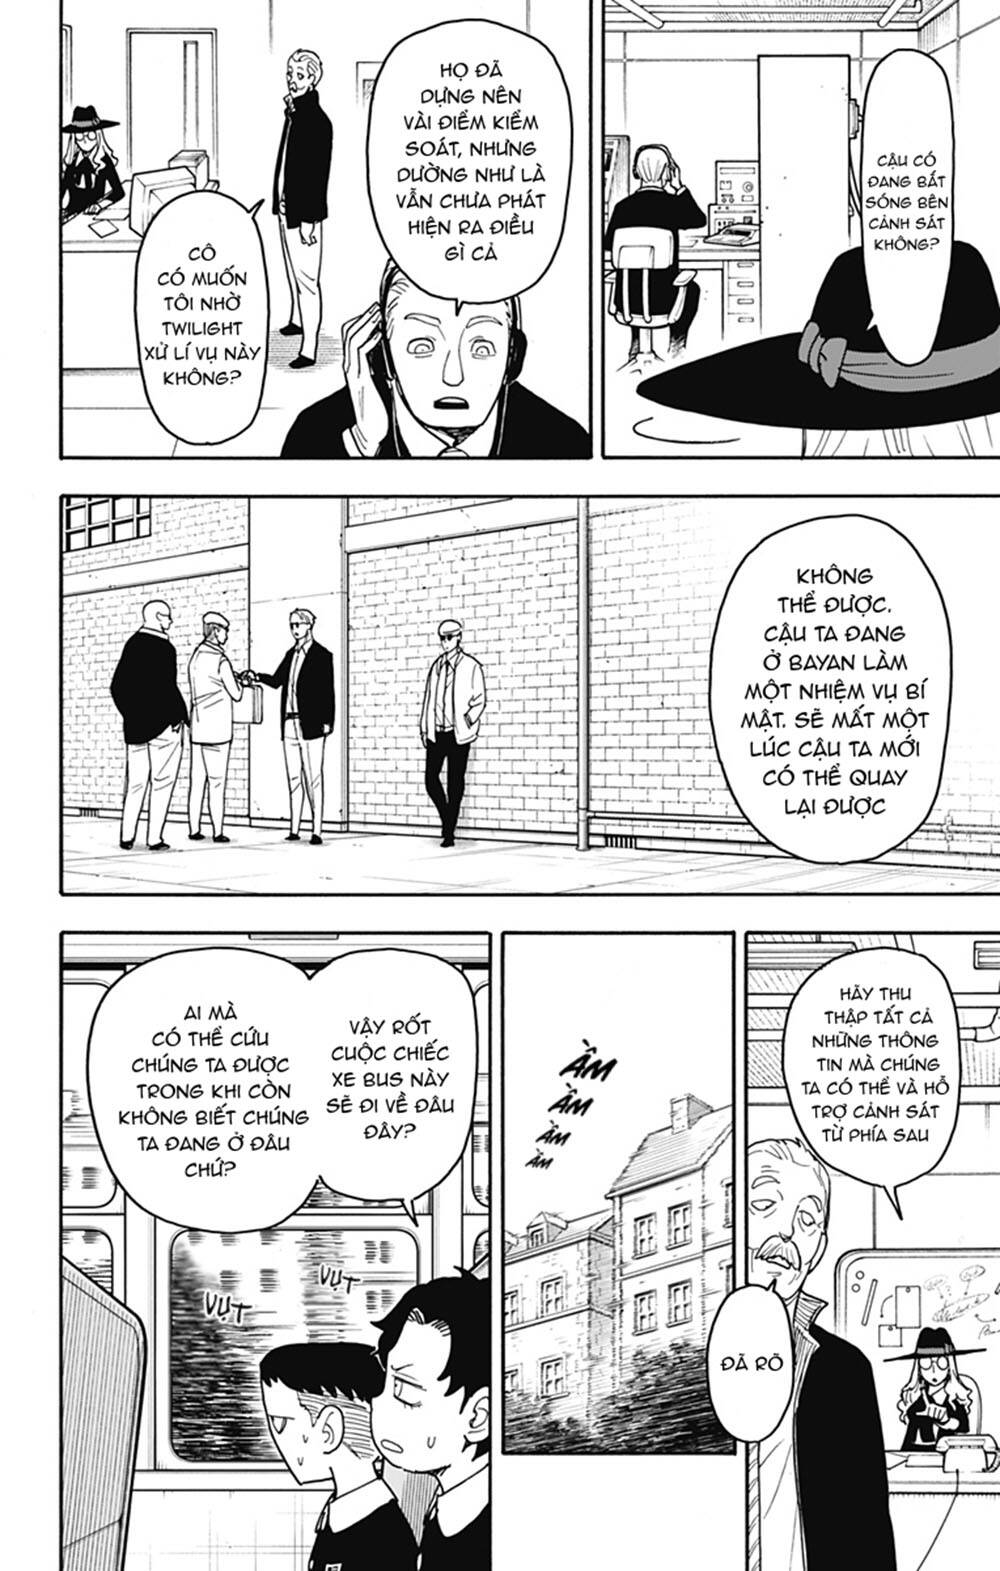 CẬU CÓ
ĐANG BẮT
SÓNG BÊN
CẢNH SÁT
KHÔNG?
HỌ ĐÃ
DỰNG NÊN
VÀI ĐIỂM KIỂM
SOÁT, NHƯNG
DƯỜNG NHƯ LÀ
VẪN CHƯA PHÁT
HIỆN RA ĐIỀU
GÌ CẢ
CÔ
CÓ MUỐN
TÔI NHỜ
TWILIGHT
XỬ LÍ VỤ NÀY
KHÔNG?
KHÔNG
THỂ ĐƯỢC.
CẬU TA ĐANG
Ở BAYAN LÀM
MỘT NHIỆM VỤ BÍ
MẬT. SẼ MẤT MỘT
LÚC CẬU TA MỚI
CÓ THỂ QUAY
LẠI ĐƯỢC
HÃY THU
THẬP TẤT CẢ
NHỮNG THÔNG
TIN MÀ CHÚNG
TA CÓ THỂ VÀ HỖ
TRỢ CẢNH SÁT
TỪ PHÍA SAU
ĐÃ RÕ
ẦM
ẦM
ẦM
ẦM
VẬY RỐT
CUỘC CHIẾC
XE BUS NÀY
SẼ ĐI VỀ ĐÂU
ĐÂY?
AI MÀ
CÓ THỂ CỨU
CHÚNG TA ĐƯỢC
TRONG KHI CÒN
KHÔNG BIẾT CHÚNG
TA ĐANG Ở ĐÂU
CHỨ?
VỤT
VỤT